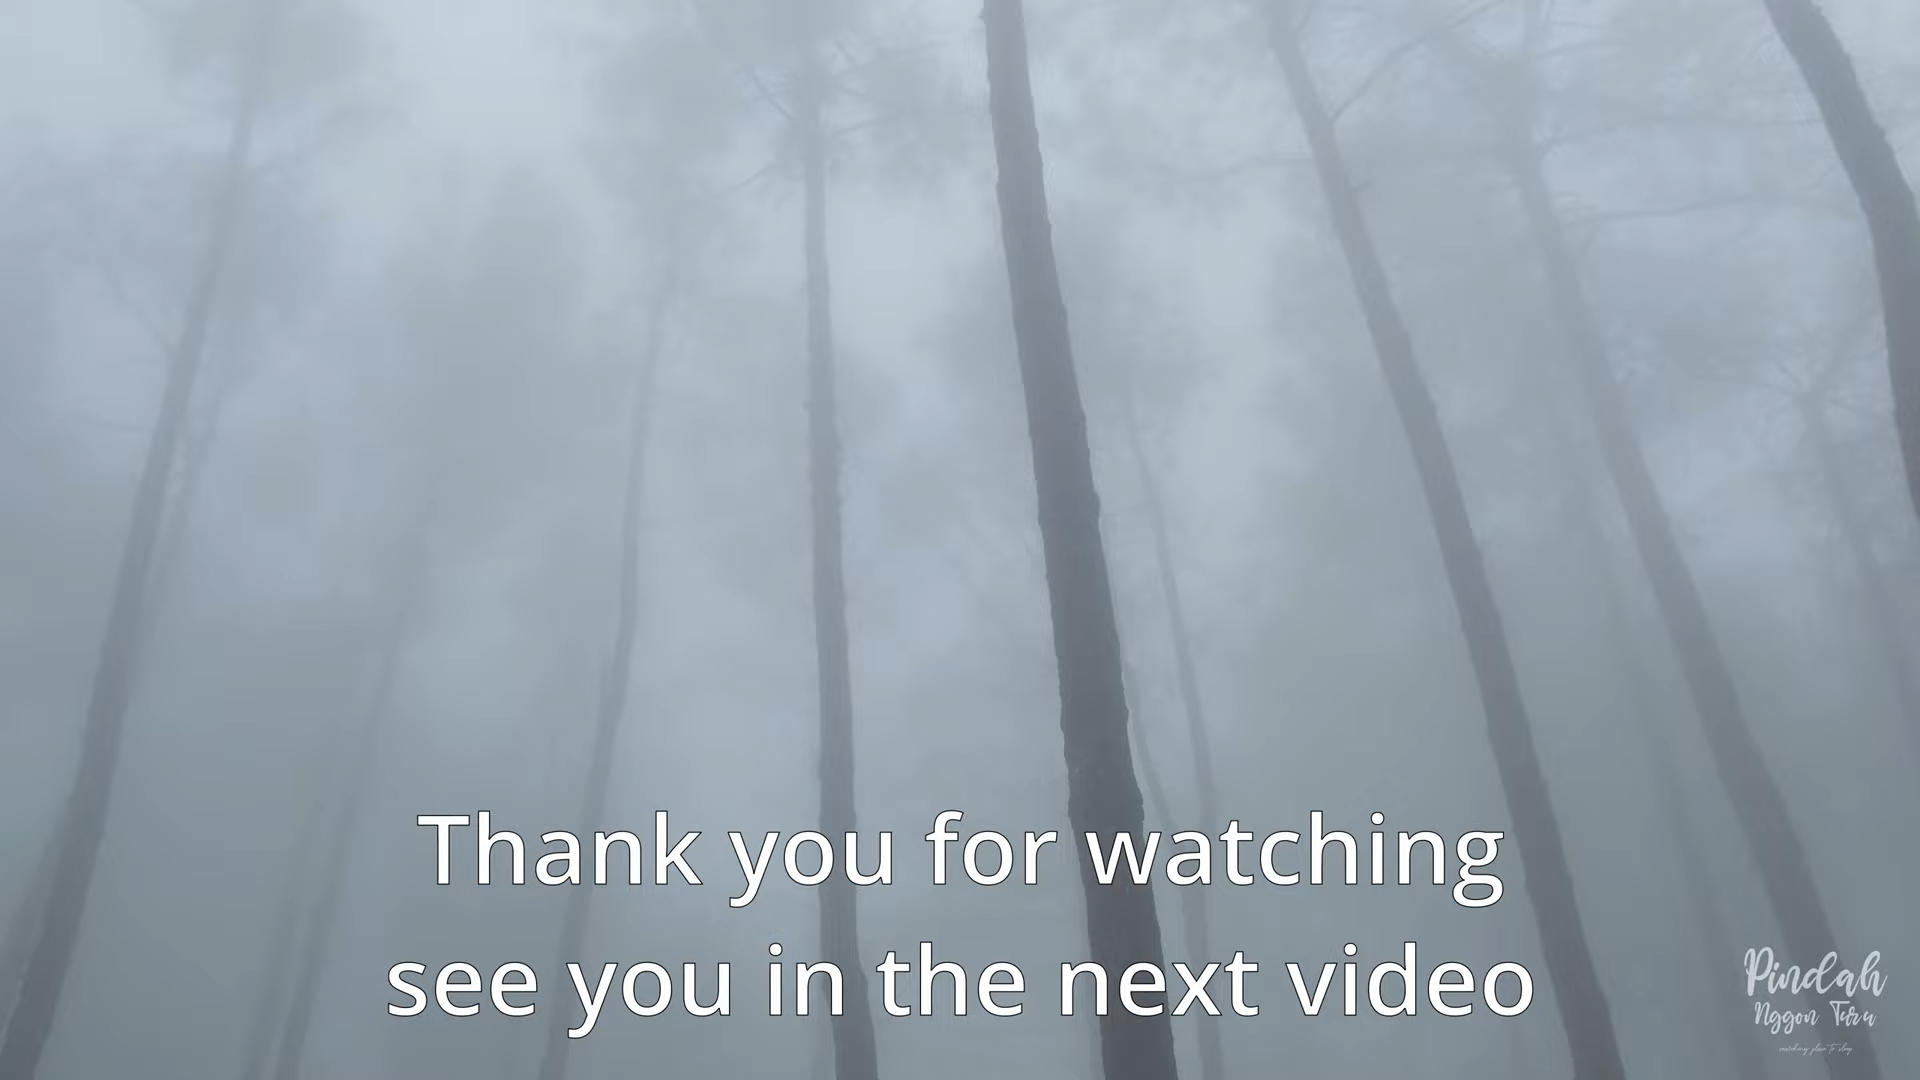 Thank you for watching
see you in the next video
Pindah
Nggon Turu